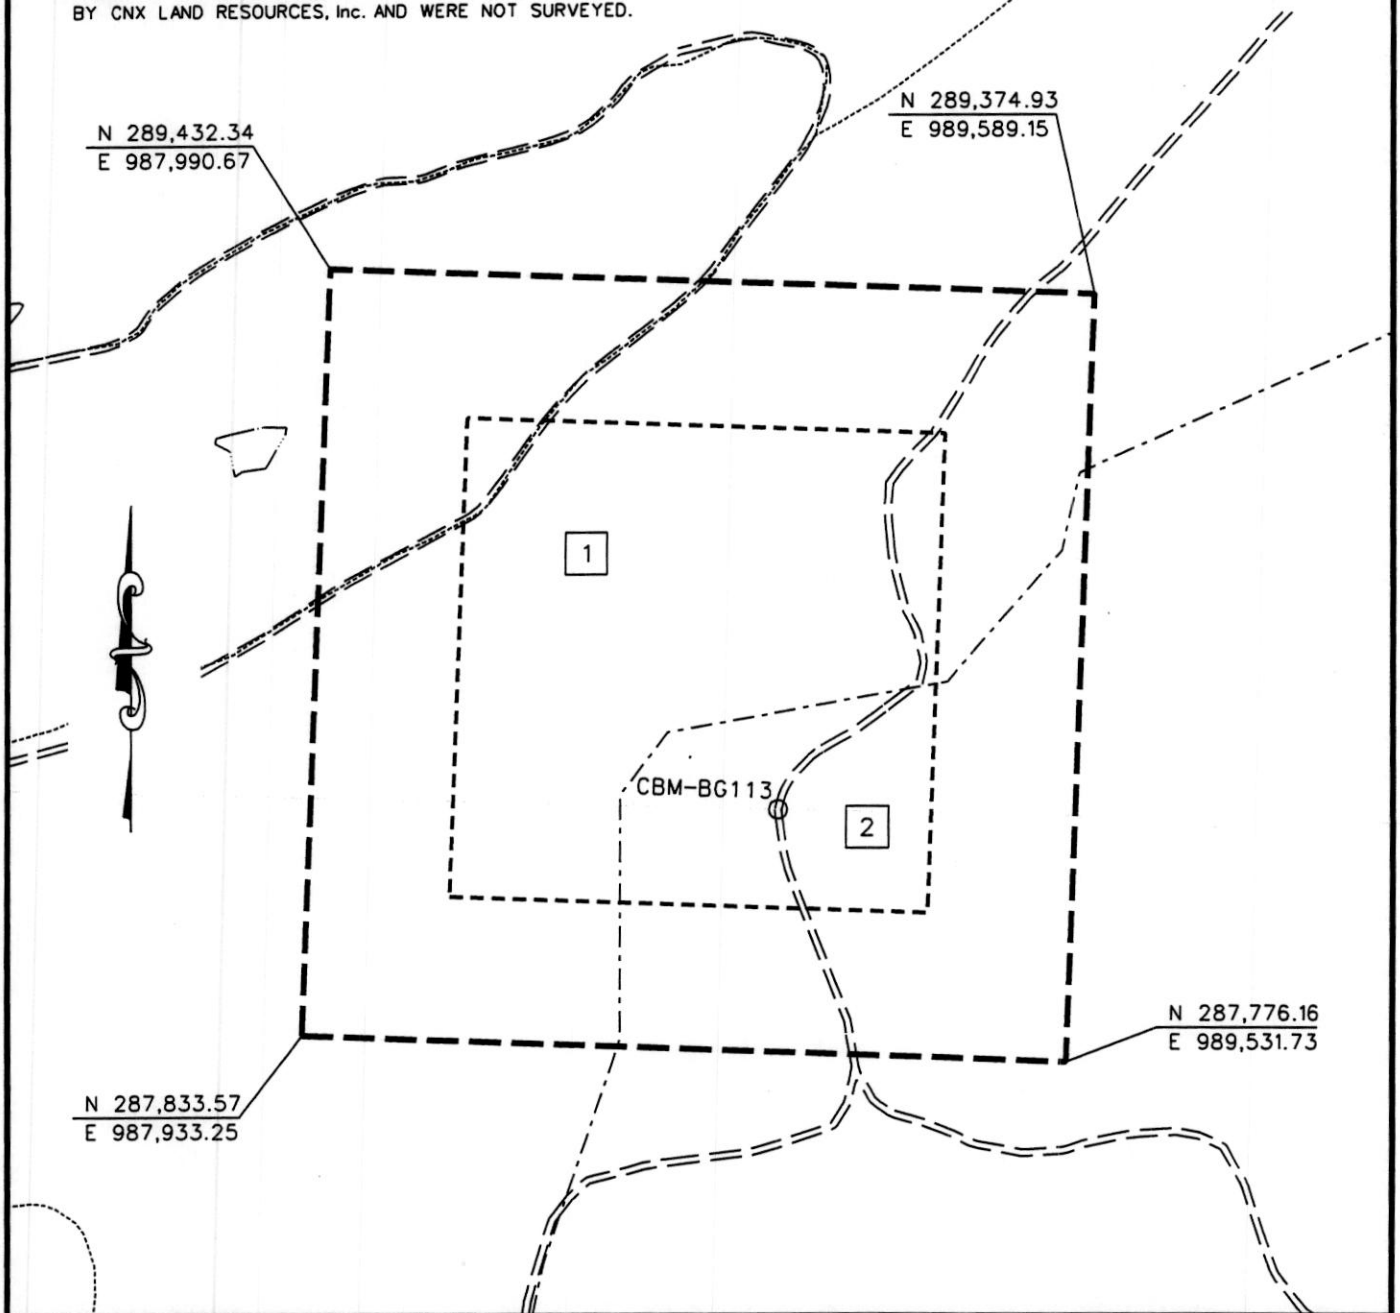 BY CNX LAND RESOURCES, Inc. AND WERE NOT SURVEYED.
N 289,432.34
E 987,990.67
N 289,374.93
E 989,589.15
1
CBM-BG113
2
N 287,776.16
E 989,531.73
N 287,833.57
E 987,933.25